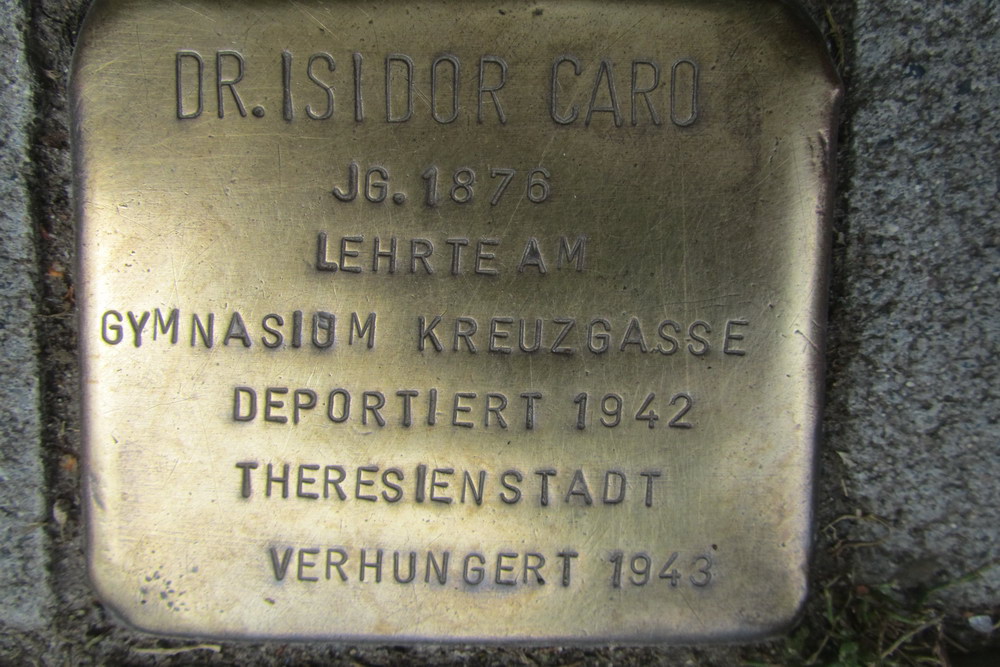 DR. ISIDOR CARO
JG. 1876
LEHRTE AM
GYMNASIUM KREUZGASSE
DEPORTIERT 1942
THERESIENSTADT
VERHUNGERT 1943